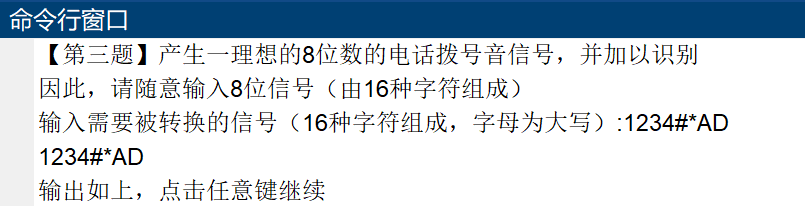 命令行窗口
【第三题】产生一理想的8位数的电话拨号音信号，并加以识别
因此，请随意输入8位信号（由16种字符组成）
输入需要被转换的信号（16种字符组成，字母为大写）:1234#*AD
1234#*AD
输出如上，点击任意键继续